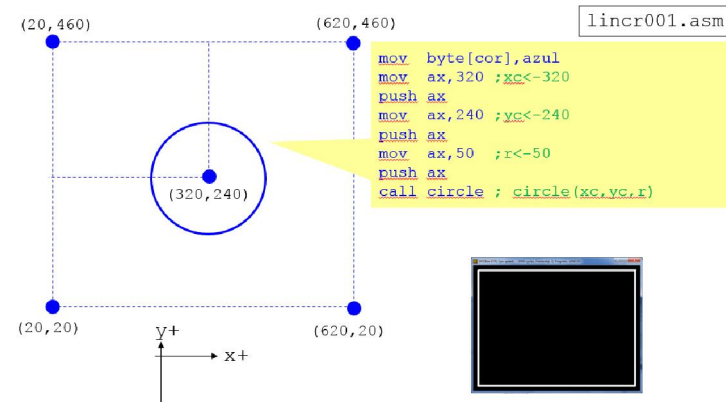 lincr001.asm
(20,460)
(620,460)
mov byte[cor],azul
mov ax,320 ;xc<-320
push ax
mov ax,240 ;yc<-240
push ax
mov ax,50 ;r<-50
push ax
call circle ; circle(xc,yc,r)
(320,240)
(20,20)
(620,20)
y+
x+